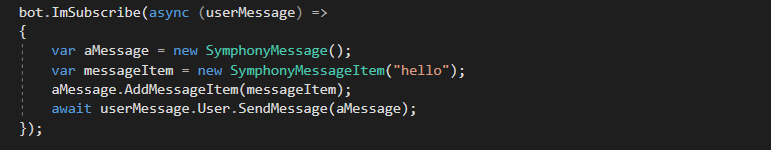 bot.ImSubscribe(async (userMessage) =>
{
    var aMessage = new SymphonyMessage();
    var messageItem = new SymphonyMessageItem("hello");
    aMessage.AddMessageItem(messageItem);
    await userMessage.User.SendMessage(aMessage);
});